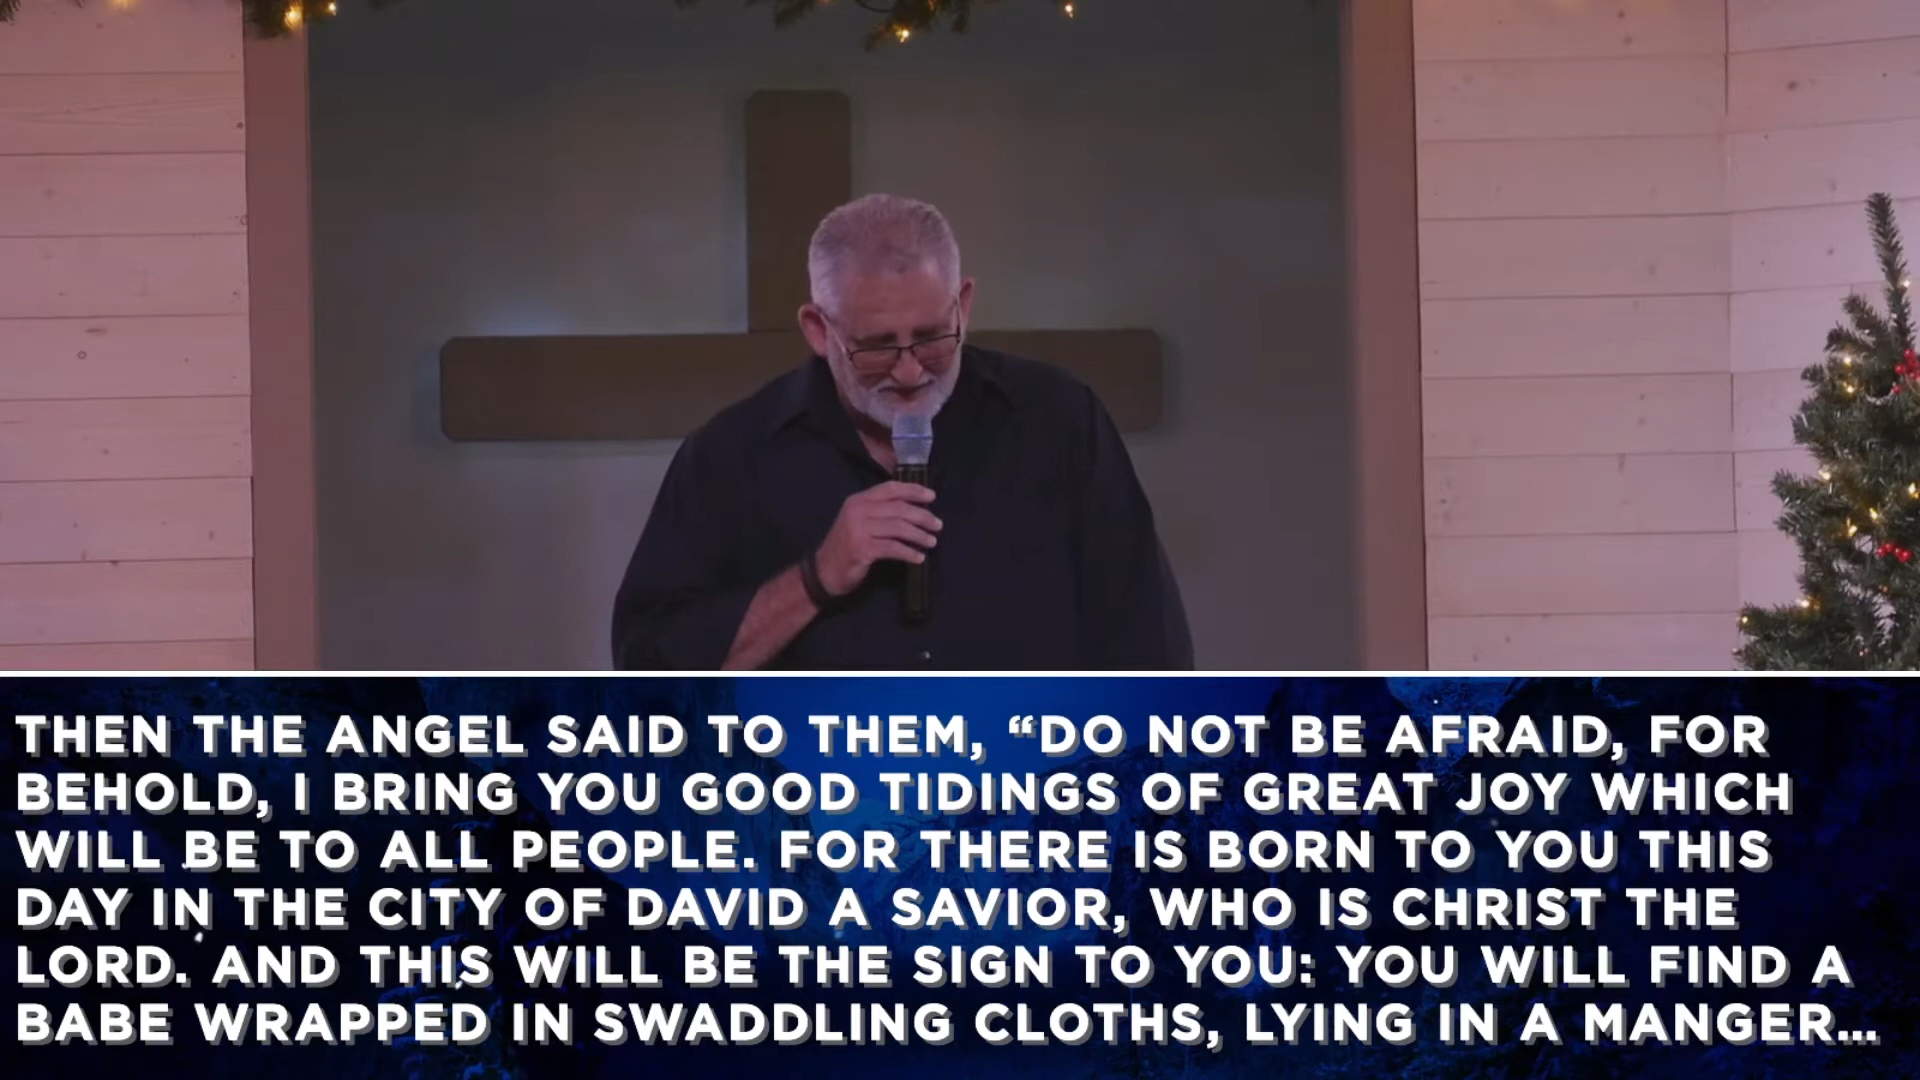 THEN THE ANGEL SAID TO THEM, “DO NOT BE AFRAID, FOR
BEHOLD, I BRING YOU GOOD TIDINGS OF GREAT JOY WHICH
WILL BE TO ALL PEOPLE. FOR THERE IS BORN TO YOU THIS
DAY IN THE CITY OF DAVID A SAVIOR, WHO IS CHRIST THE
LORD. AND THIS WILL BE THE SIGN TO YOU: YOU WILL FIND A
BABE WRAPPED IN SWADDLING CLOTHS, LYING IN A MANGER...